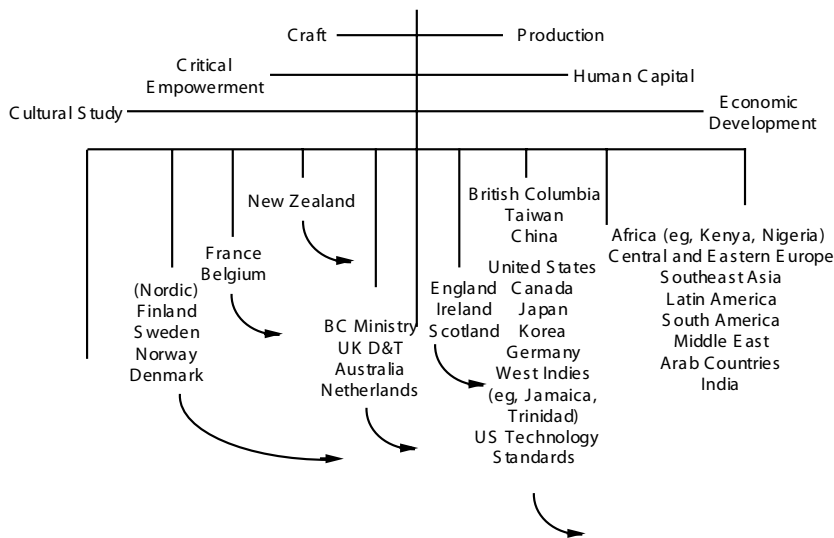 Craft
Production
Critical
Empowerment
Human Capital
Cultural Study
Economic
Development
New Zealand
British Columbia
Taiwan
China
France
Belgium
Africa (eg, Kenya, Nigeria)
Central and Eastern Europe
Southeast Asia
Latin America
South America
Middle East
Arab Countries
India
(Nordic)
Finland
Sweden
Norway
Denmark
BC Ministry
UK D&T
Australia
Netherlands
England
Ireland
Scotland
United States
Canada
Japan
Korea
Germany
West Indies
(eg, Jamaica,
Trinidad)
US Technology
Standards